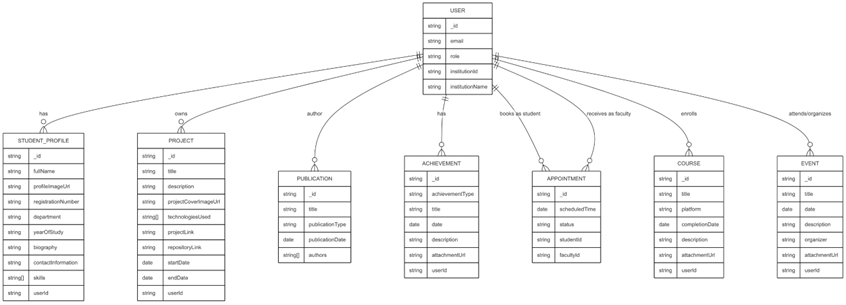 USER
string _id
string email
string role
string institutionId
string institutionName
has
owns
author
has
books as student
receives as faculty
enrolls
attends/organizes
STUDENT_PROFILE
string _id
string fullName
string profileImageUrl
string registrationNumber
string department
string yearOfStudy
string biography
string contactInformation
string[] skills
string userId
PROJECT
string _id
string title
string description
string projectCoverImageUrl
string[] technologiesUsed
string projectLink
string repositoryLink
date startDate
date endDate
string userId
PUBLICATION
string _id
string title
string publicationType
date publicationDate
string[] authors
ACHIEVEMENT
string _id
string achievementType
string title
date date
string description
string attachmentUrl
string userId
APPOINTMENT
string _id
date scheduledTime
string status
string studentId
string facultyId
COURSE
string _id
string title
string platform
date completionDate
string description
string attachmentUrl
string userId
EVENT
string _id
string title
date date
string description
string organizer
string attachmentUrl
string userId